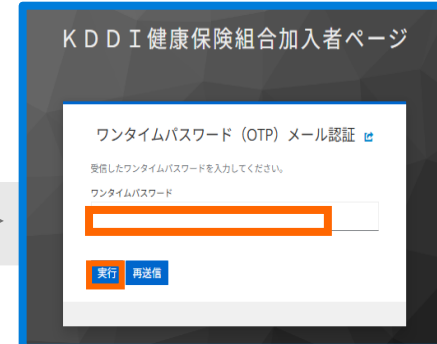 ＫＤＤＩ健康保険組合加入者ページ
ワンタイムパスワード（OTP）メール認証
受信したワンタイムパスワードを入力してください。
ワンタイムパスワード
実行 再送信